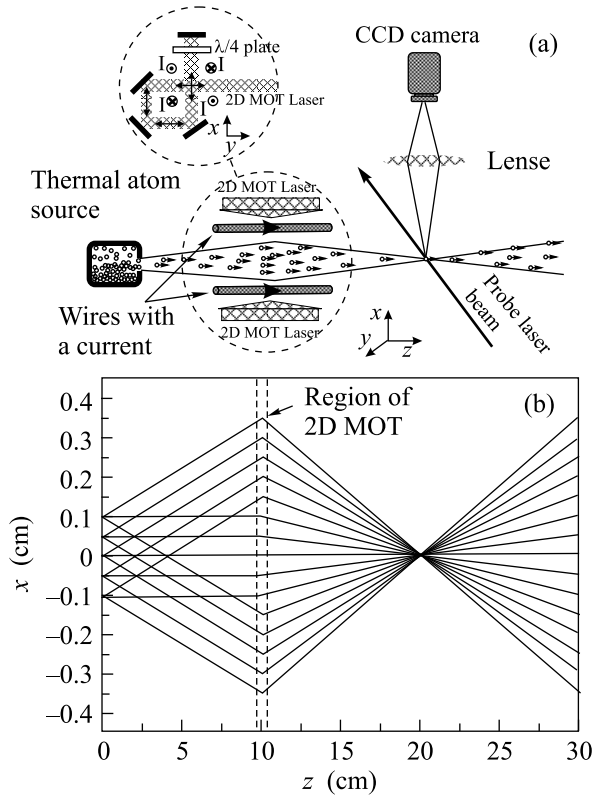 CCD camera
(a)
λ/4 plate
I
I
I
I
2D MOT Laser
x
y
Lense
Thermal atom
source
2D MOT Laser
Wires with
a current
2D MOT Laser
x
y
z
Probe laser
beam
(b)
Region of
2D MOT
0.4
0.3
0.2
0.1
0
–0.1
–0.2
–0.3
–0.4
x (cm)
0
5
10
15
20
25
30
z (cm)